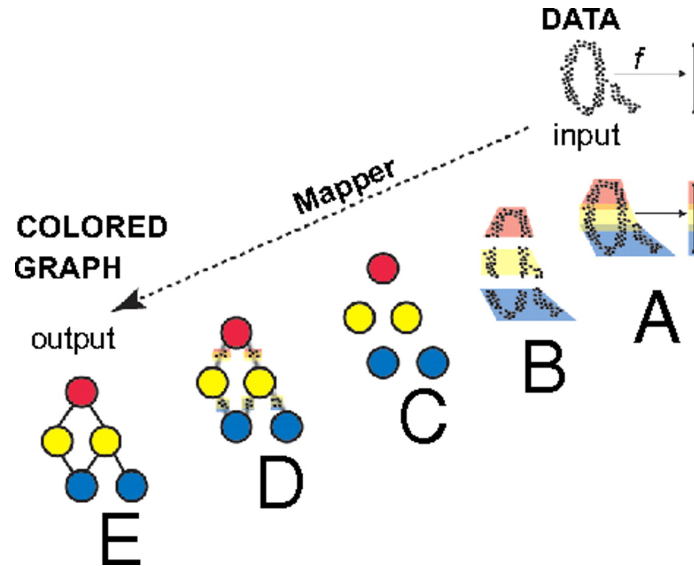 DATA
f
input
Mapper
COLORED
GRAPH
output
A
B
C
D
E